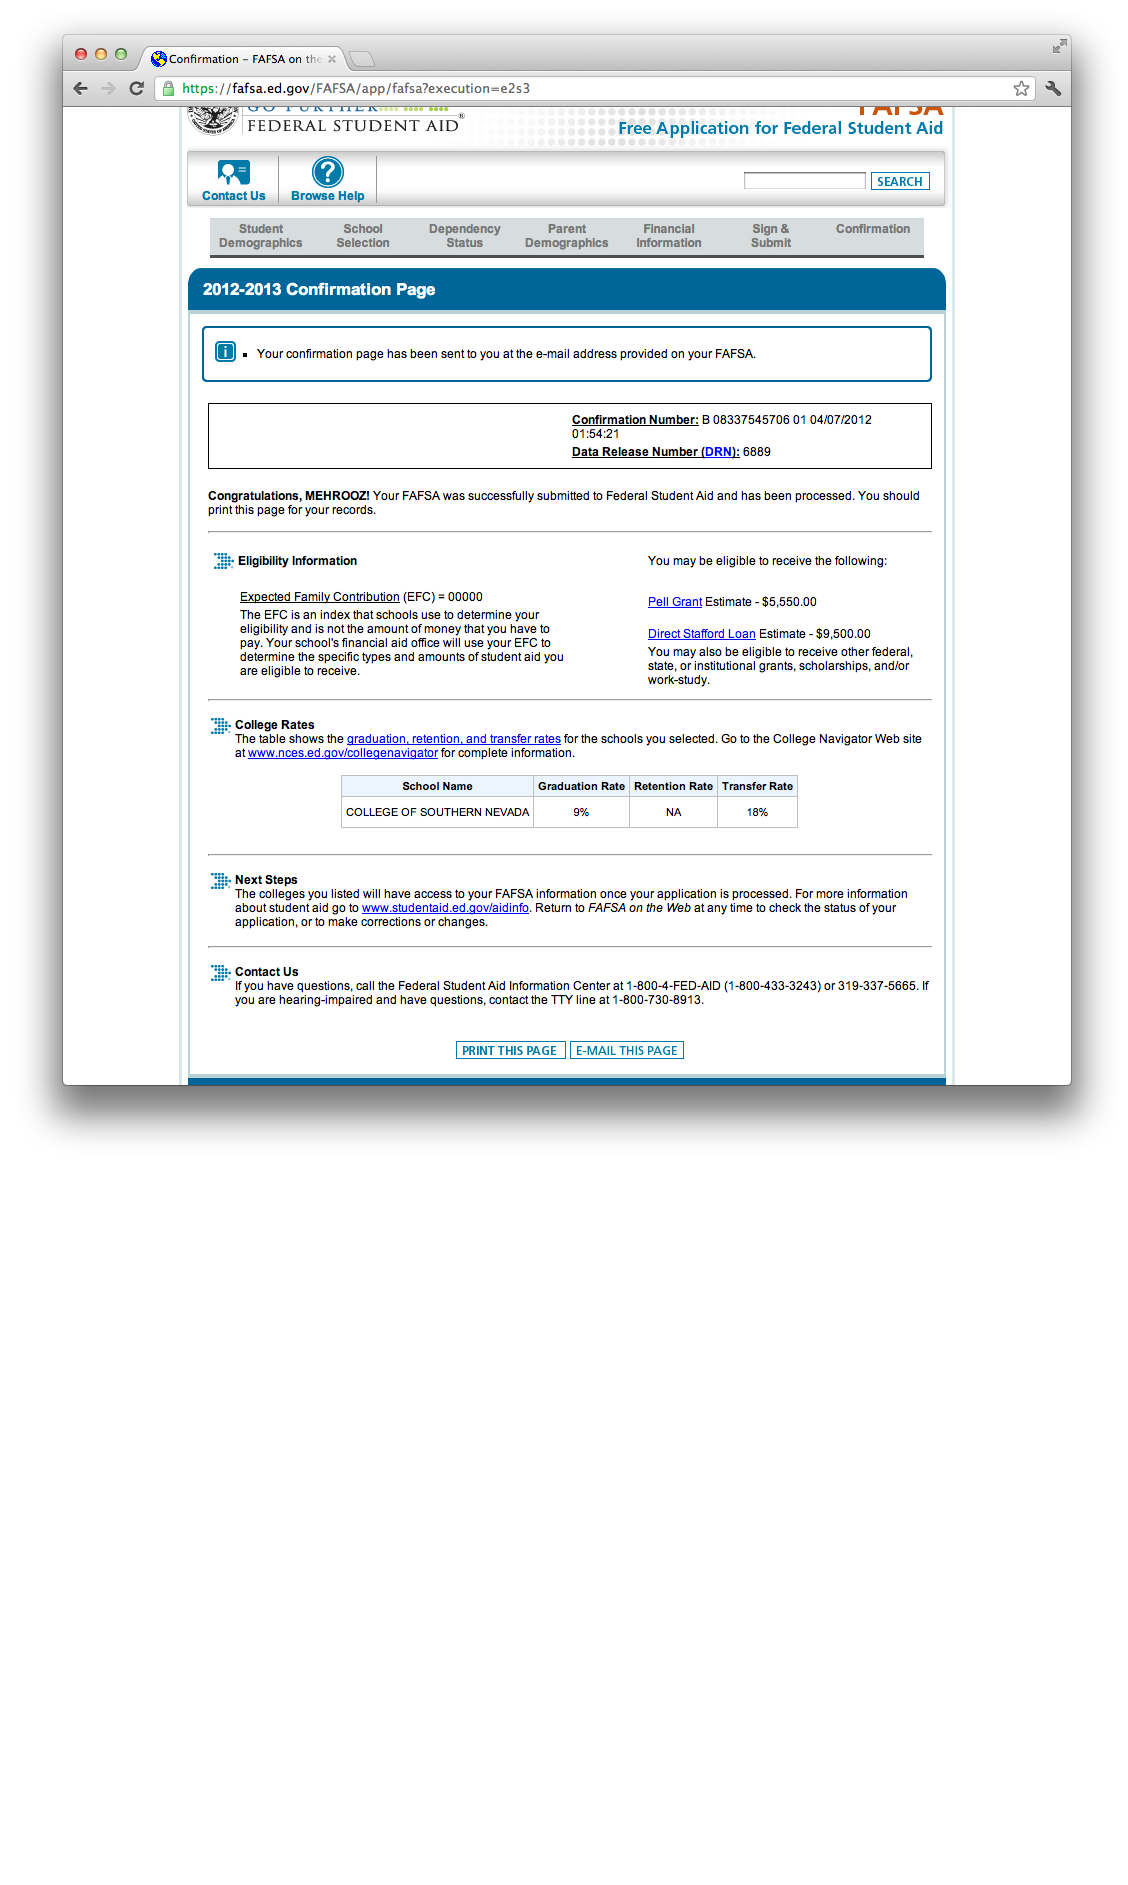 Confirmation – FAFSA on the
https://fafsa.ed.gov/FAFSA/app/fafsa?execution=e2s3
GO FURTHER
FEDERAL STUDENT AID®
FAFSA
Free Application for Federal Student Aid
Contact Us
Browse Help
SEARCH
Student Demographics
School Selection
Dependency Status
Parent Demographics
Financial Information
Sign & Submit
Confirmation
2012-2013 Confirmation Page
i
▪ Your confirmation page has been sent to you at the e-mail address provided on your FAFSA.
Confirmation Number: B 08337545706 01 04/07/2012
01:54:21
Data Release Number (DRN): 6889
Congratulations, MEHROOZ! Your FAFSA was successfully submitted to Federal Student Aid and has been processed. You should
print this page for your records.
Eligibility Information
Expected Family Contribution (EFC) = 00000
The EFC is an index that schools use to determine your
eligibility and is not the amount of money that you have to
pay. Your school's financial aid office will use your EFC to
determine the specific types and amounts of student aid you
are eligible to receive.
You may be eligible to receive the following:
Pell Grant Estimate - $5,550.00
Direct Stafford Loan Estimate - $9,500.00
You may also be eligible to receive other federal,
state, or institutional grants, scholarships, and/or
work-study.
College Rates
The table shows the graduation, retention, and transfer rates for the schools you selected. Go to the College Navigator Web site
at www.nces.ed.gov/collegenavigator for complete information.
School Name Graduation Rate Retention Rate Transfer Rate
COLLEGE OF SOUTHERN NEVADA 9% NA 18%
Next Steps
The colleges you listed will have access to your FAFSA information once your application is processed. For more information
about student aid go to www.studentaid.ed.gov/aidinfo. Return to FAFSA on the Web at any time to check the status of your
application, or to make corrections or changes.
Contact Us
If you have questions, call the Federal Student Aid Information Center at 1-800-4-FED-AID (1-800-433-3243) or 319-337-5665. If
you are hearing-impaired and have questions, contact the TTY line at 1-800-730-8913.
PRINT THIS PAGE
E-MAIL THIS PAGE